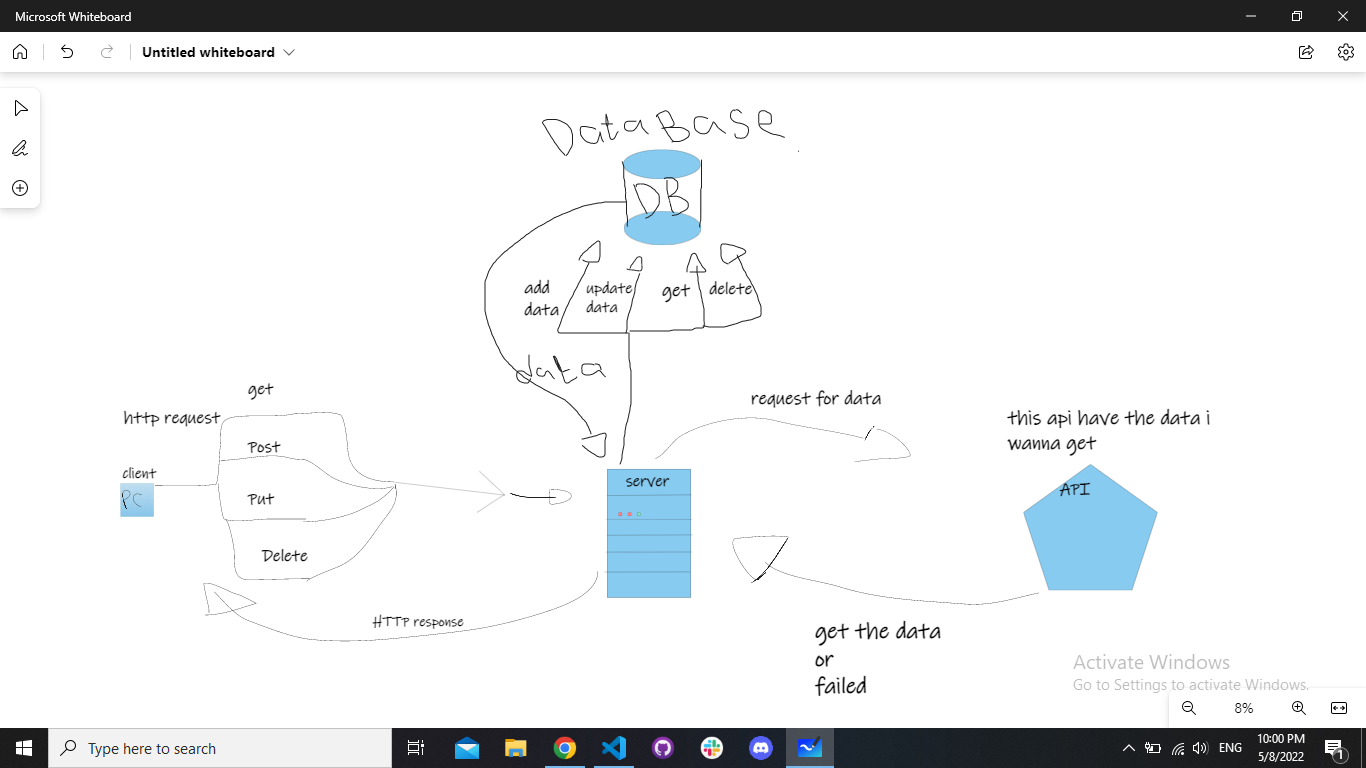 Microsoft Whiteboard
Untitled whiteboard
DataBase
DB
add
data
update
data
get
delete
data
get
http request
Post
client
PC
Put
Delete
HTTP response
server
request for data
this api have the data i
wanna get
API
get the data
or
failed
Activate Windows
Go to Settings to activate Windows.
8%
Type here to search
ENG
10:00 PM
5/8/2022
1